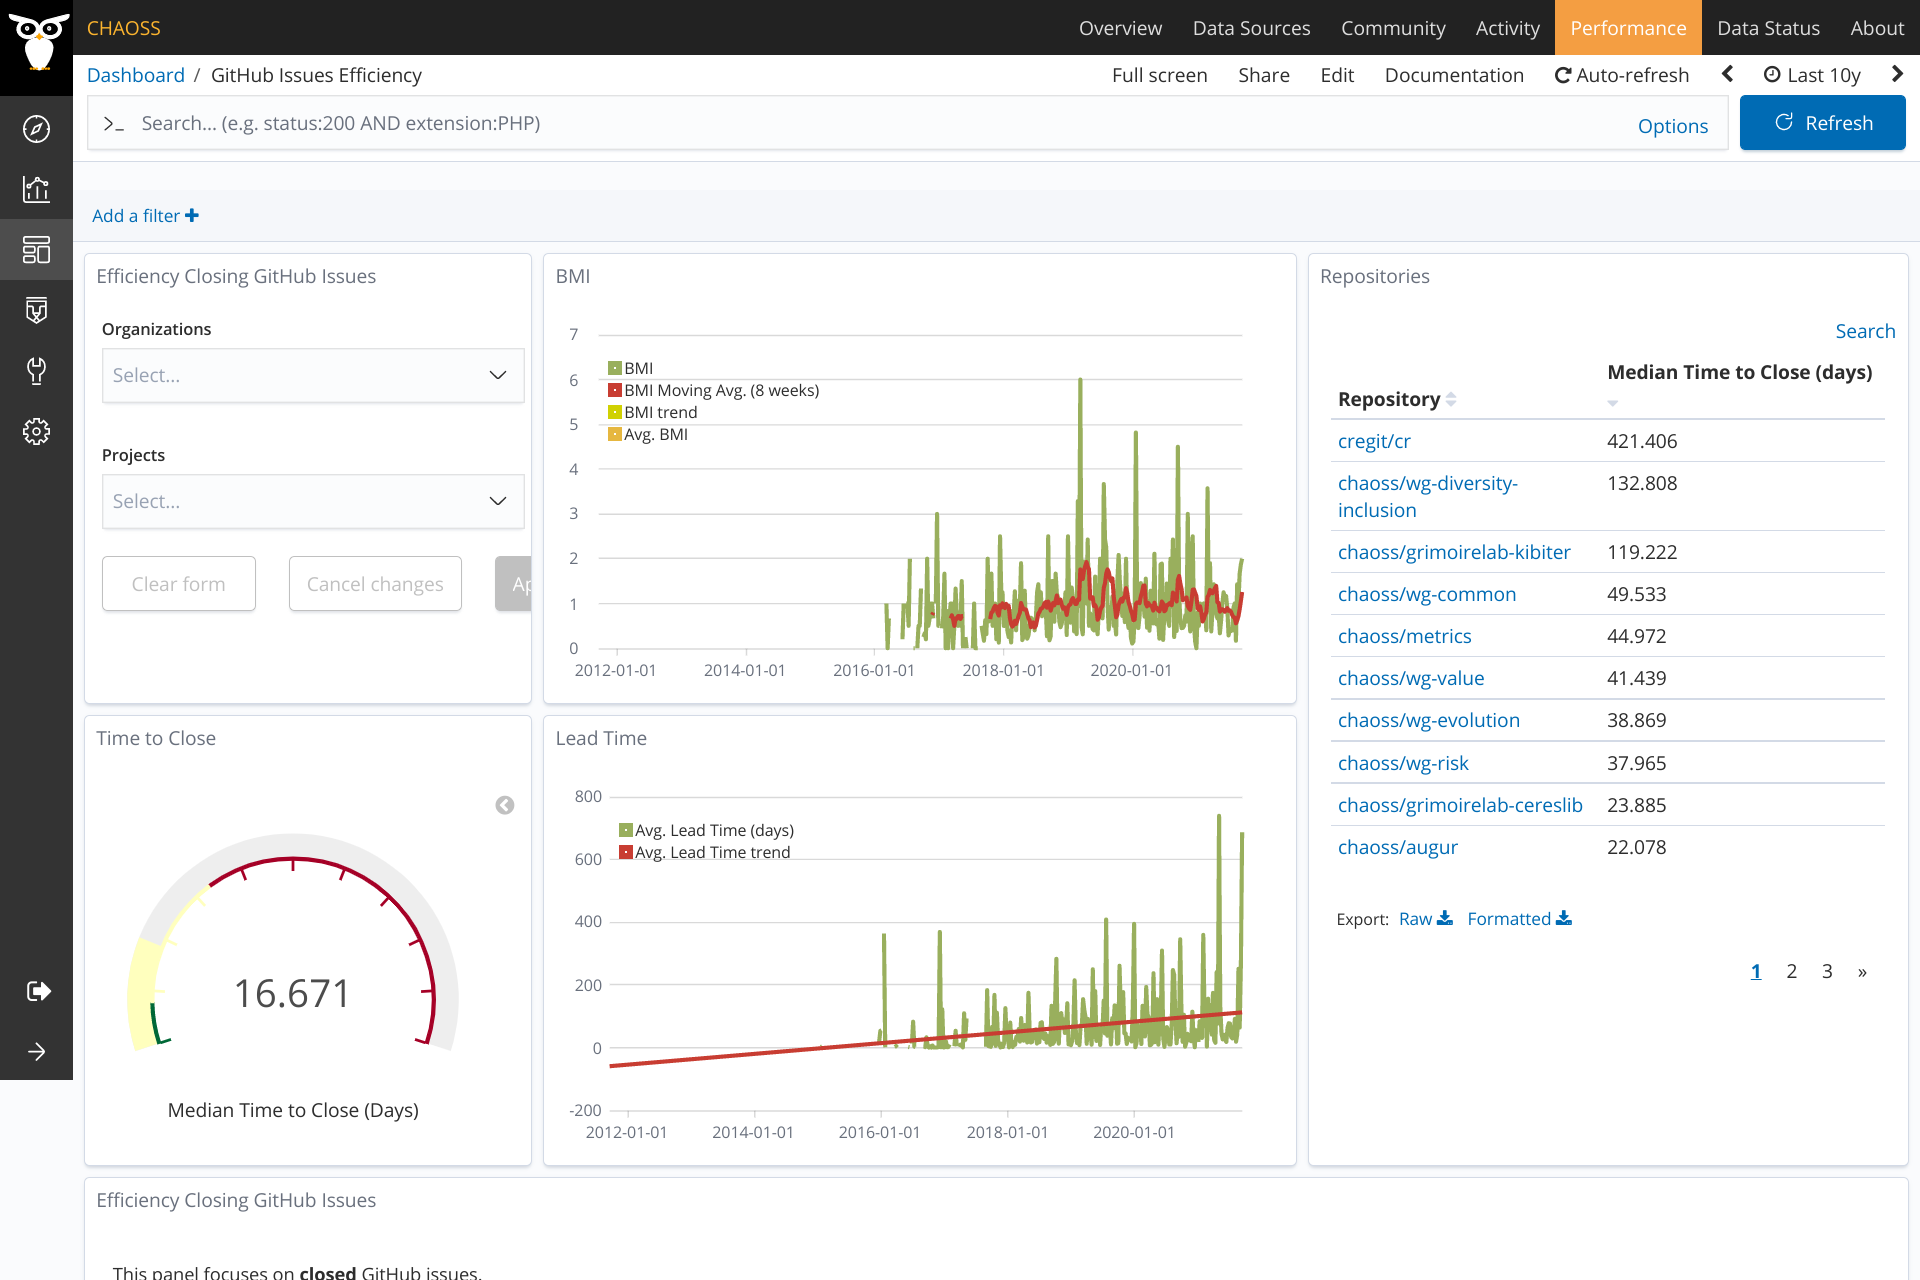 CHAOSS
Overview Data Sources Community Activity Performance Data Status About
Dashboard / GitHub Issues Efficiency
Full screen Share Edit Documentation Auto-refresh Last 10y
>_ Search... (e.g. status:200 AND extension:PHP)
Options
Refresh
Add a filter
Efficiency Closing GitHub Issues
Organizations
Select...
Projects
Select...
Clear form Cancel changes Ap
BMI
7
6
5
4
3
2
1
0
BMI
BMI Moving Avg. (8 weeks)
BMI trend
Avg. BMI
2012-01-01 2014-01-01 2016-01-01 2018-01-01 2020-01-01
Repositories
Search
Repository Median Time to Close (days)
cregit/cr 421.406
chaoss/wg-diversity- 132.808
inclusion
chaoss/grimoirelab-kibiter 119.222
chaoss/wg-common 49.533
chaoss/metrics 44.972
chaoss/wg-value 41.439
chaoss/wg-evolution 38.869
chaoss/wg-risk 37.965
chaoss/grimoirelab-cereslib 23.885
chaoss/augur 22.078
Export: Raw Formatted
1 2 3 »
Time to Close
16.671
Median Time to Close (Days)
Lead Time
800
600
400
200
0
-200
Avg. Lead Time (days)
Avg. Lead Time trend
2012-01-01 2014-01-01 2016-01-01 2018-01-01 2020-01-01
Efficiency Closing GitHub Issues
This panel focuses on closed GitHub issues.